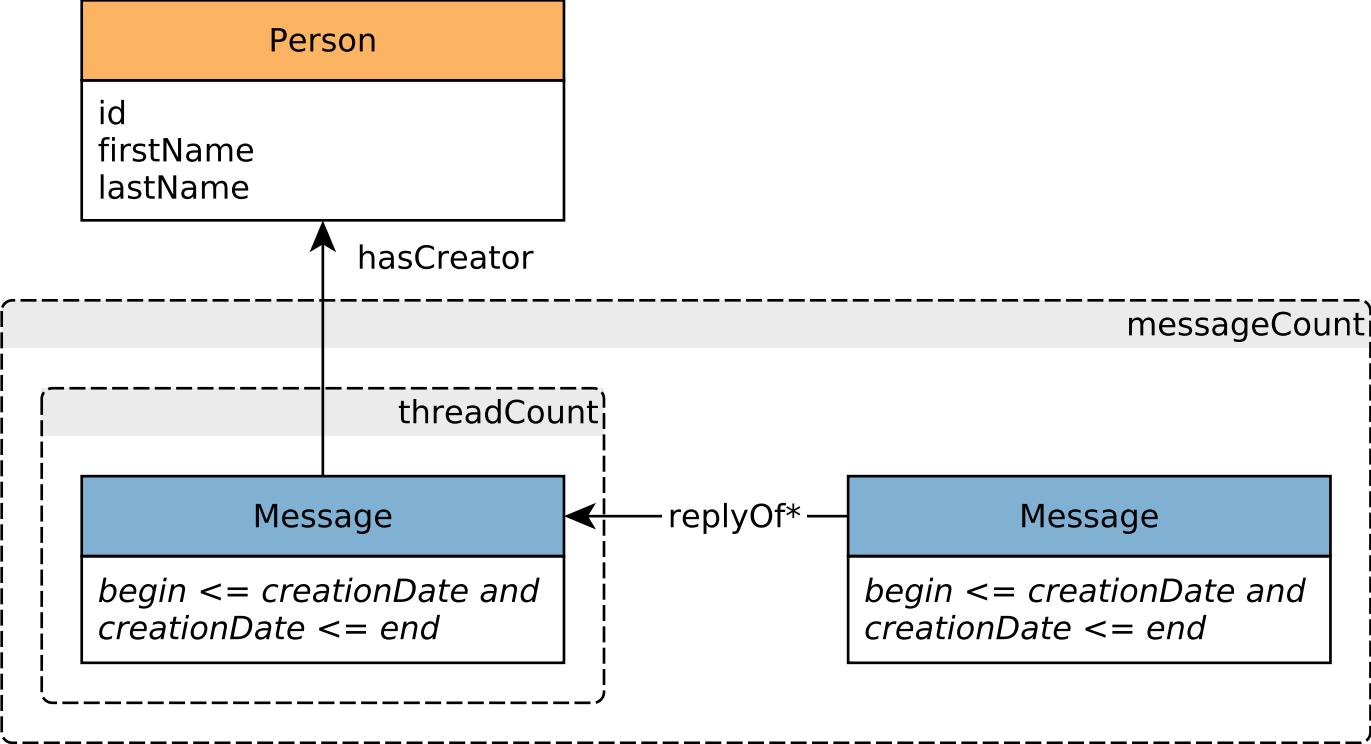 Person
id
firstName
lastName
hasCreator
messageCount
threadCount
Message
replyOf*
Message
begin <= creationDate and
creationDate <= end
begin <= creationDate and
creationDate <= end